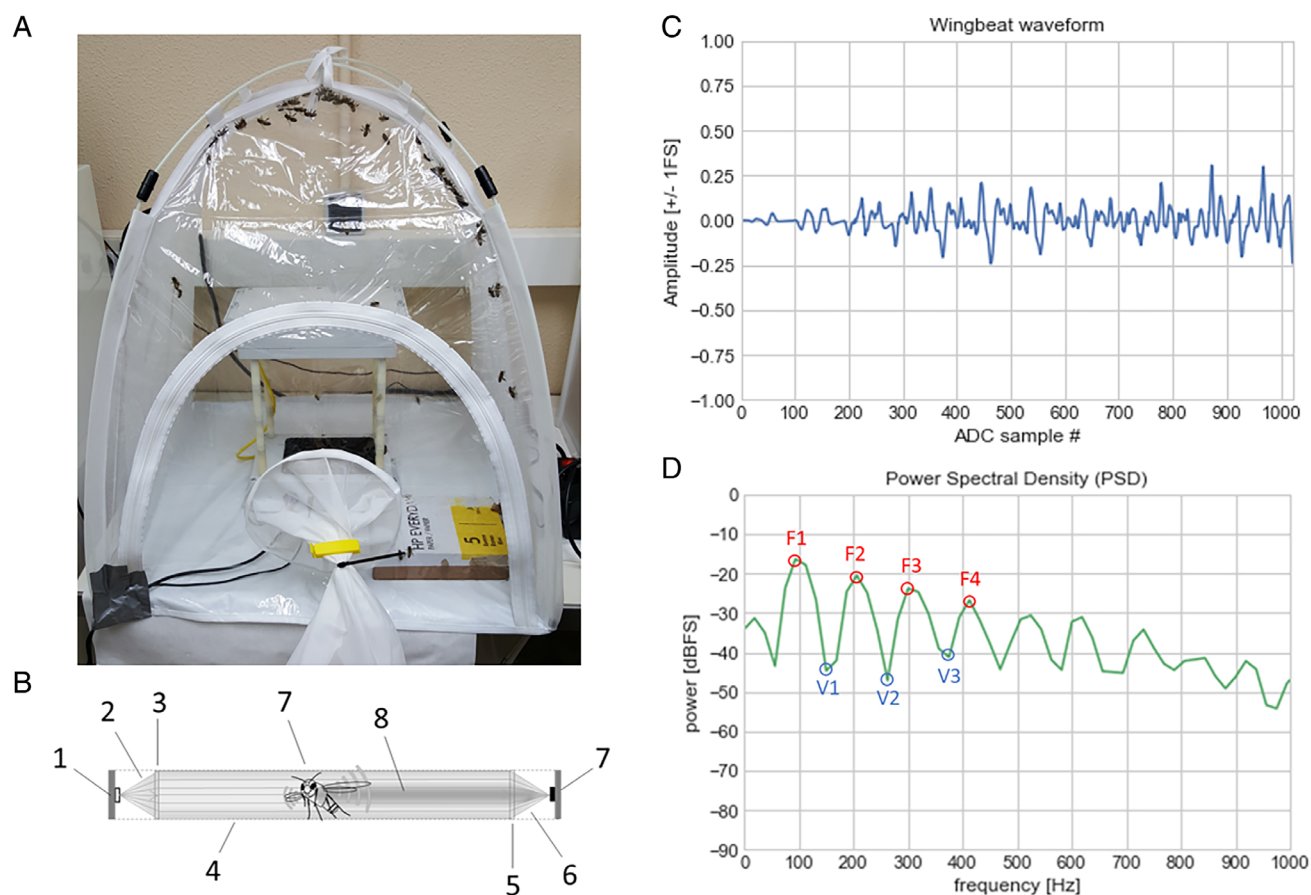 A
HP EVERYDAY
5
B
1
2
3
7
8
7
4
5
6
C
Wingbeat waveform
Amplitude [+/- 1FS]
1.00
0.75
0.50
0.25
0.00
−0.25
−0.50
−0.75
−1.00
0 100 200 300 400 500 600 700 800 900 1000
ADC sample #
D
Power Spectral Density (PSD)
power [dBFS]
0
−10
−20
−30
−40
−50
−60
−70
−80
−90
F1
F2
F3
F4
V1
V2
V3
0 100 200 300 400 500 600 700 800 900 1000
frequency [Hz]